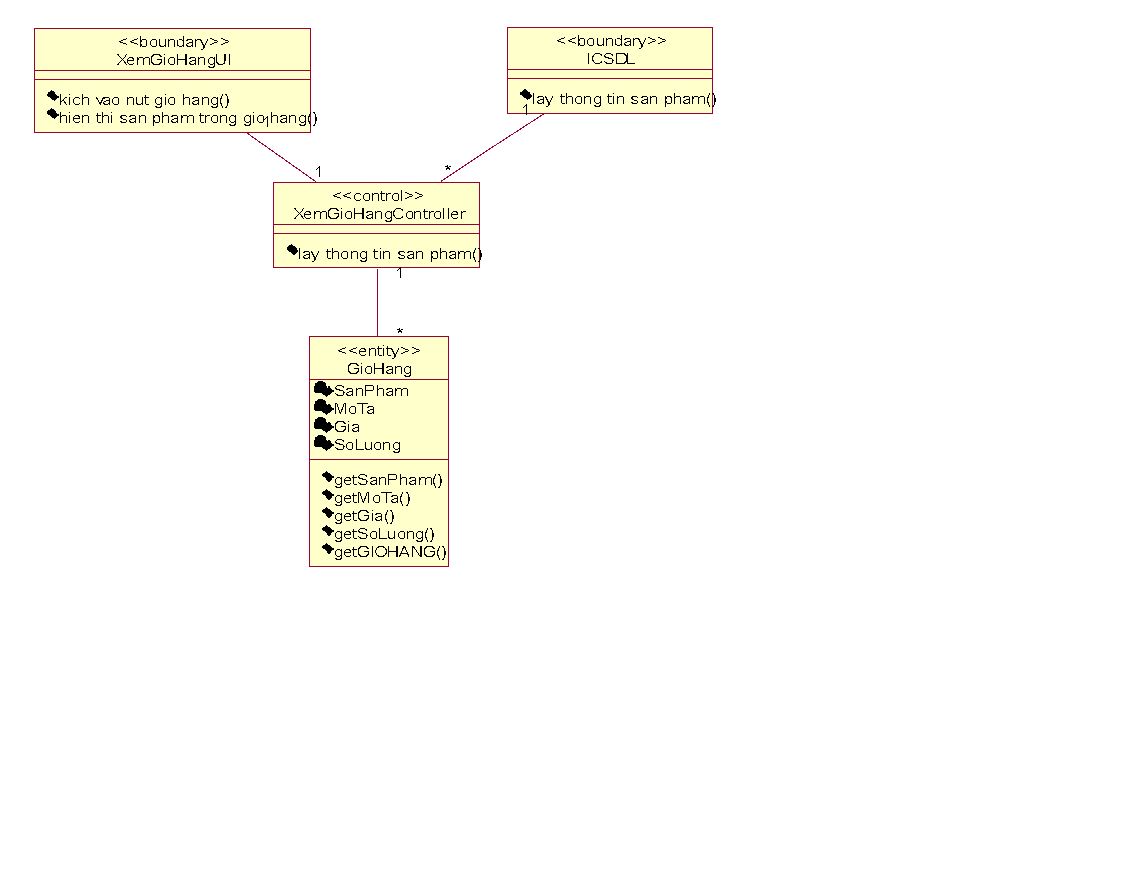 <<boundary>>
XemGioHangUI
kich vao nut gio hang()
hien thi san pham trong gio hang()
1
1
<<boundary>>
ICSDL
lay thong tin san pham()
1
*
<<control>>
XemGioHangController
lay thong tin san pham()
1
*
<<entity>>
GioHang
SanPham
MoTa
Gia
SoLuong
getSanPham()
getMoTa()
getGia()
getSoLuong()
getGIOHANG()